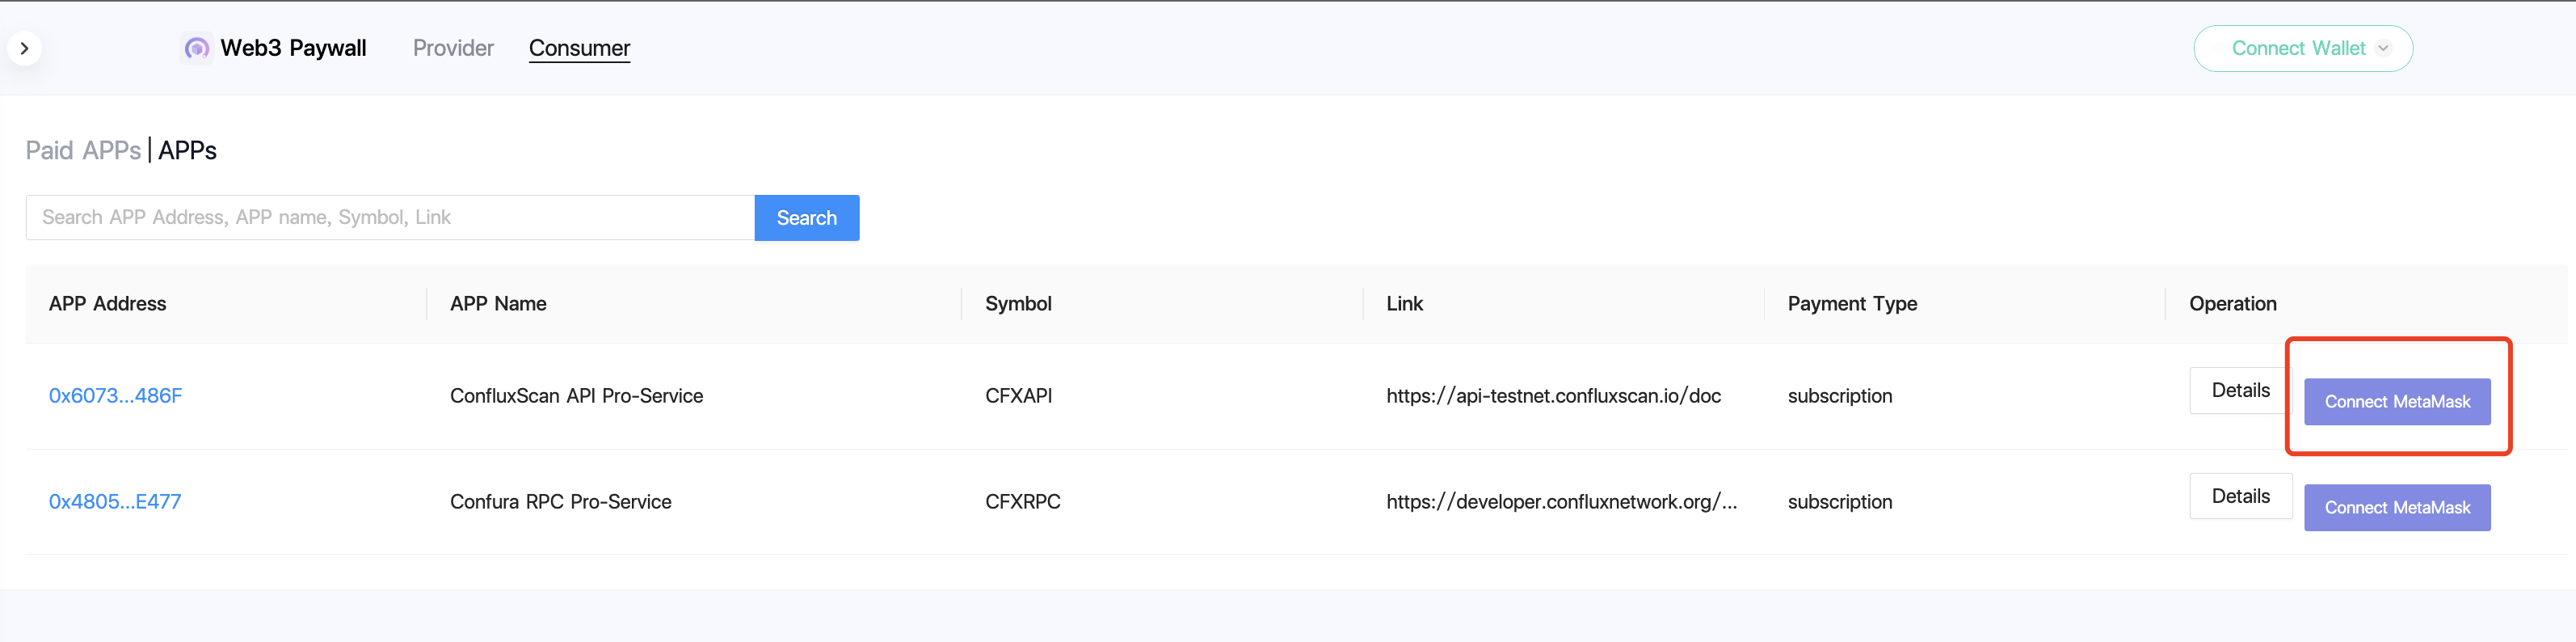 Web3 Paywall Provider Consumer Connect Wallet
Paid APPs | APPs
Search APP Address, APP name, Symbol, Link Search
APP Address APP Name Symbol Link Payment Type Operation
0x6073...486F ConfluxScan API Pro-Service CFXAPI https://api-testnet.confluxscan.io/doc subscription Details Connect MetaMask
0x4805...E477 Confura RPC Pro-Service CFXRPC https://developer.confluxnetwork.org/... subscription Details Connect MetaMask